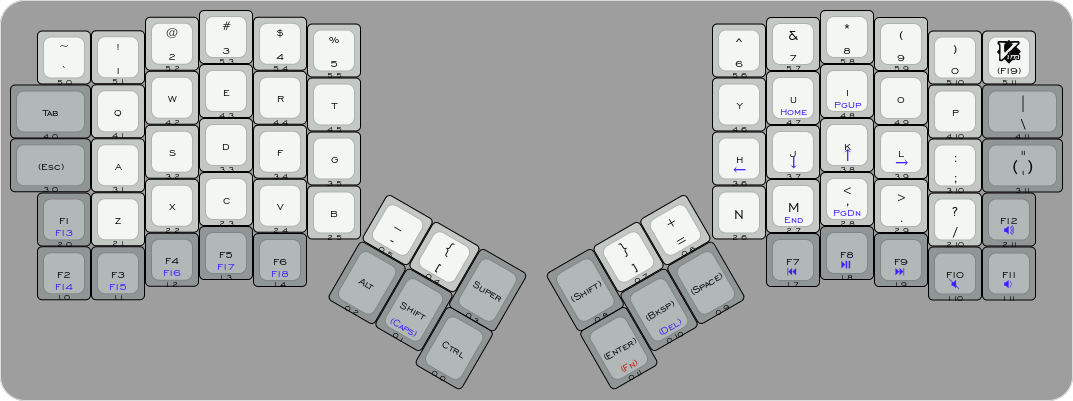 ~
`
5.0
!
1
5.1
@
2
5.2
#
3
5.3
$
4
5.4
%
5
5.5
^
6
5.6
&
7
5.7
*
8
5.8
(
9
5.9
)
0
5.10
Vim
(F19)
5.11
Tab
4.0
Q
4.1
W
4.2
E
4.3
R
4.4
T
4.5
Y
4.6
U
Home
4.7
I
PgUp
4.8
O
4.9
P
4.10
|
\
4.11
(Esc)
3.0
A
3.1
S
3.2
D
3.3
F
3.4
G
3.5
H
←
3.6
J
↓
3.7
K
↑
3.8
L
→
3.9
:
;
3.10
"
(')
3.11
F1
F13
2.0
Z
2.1
X
2.2
C
2.3
V
2.4
B
2.5
N
2.6
M
End
2.7
<
,
PgDn
2.8
>
.
2.9
?
/
2.10
F12
2.11
F2
F14
1.0
F3
F15
1.1
F4
F16
1.2
F5
F17
1.3
F6
F18
1.4
F7
1.7
F8
1.8
F9
1.9
F10
1.10
F11
1.11
_
-
0.5
{
[
0.4
Alt
0.2
Shift
(Caps)
0.1
Super
0.3
Ctrl
0.0
}
]
0.7
+
=
0.6
(Shift)
0.8
(Bksp)
(Del)
0.10
(Space)
0.9
(Enter)
(Fn)
0.11